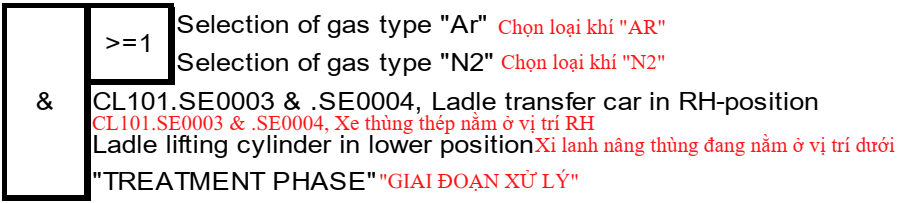 >=1
Selection of gas type "Ar" Chọn loại khí "AR"
Selection of gas type "N2" Chọn loại khí "N2"
&
CL101.SE0003 & .SE0004, Ladle transfer car in RH-position
CL101.SE0003 & .SE0004, Xe thùng thép nằm ở vị trí RH
Ladle lifting cylinder in lower position Xi lanh nâng thùng đang nằm ở vị trí dưới
"TREATMENT PHASE" "GIAI ĐOẠN XỬ LÝ"